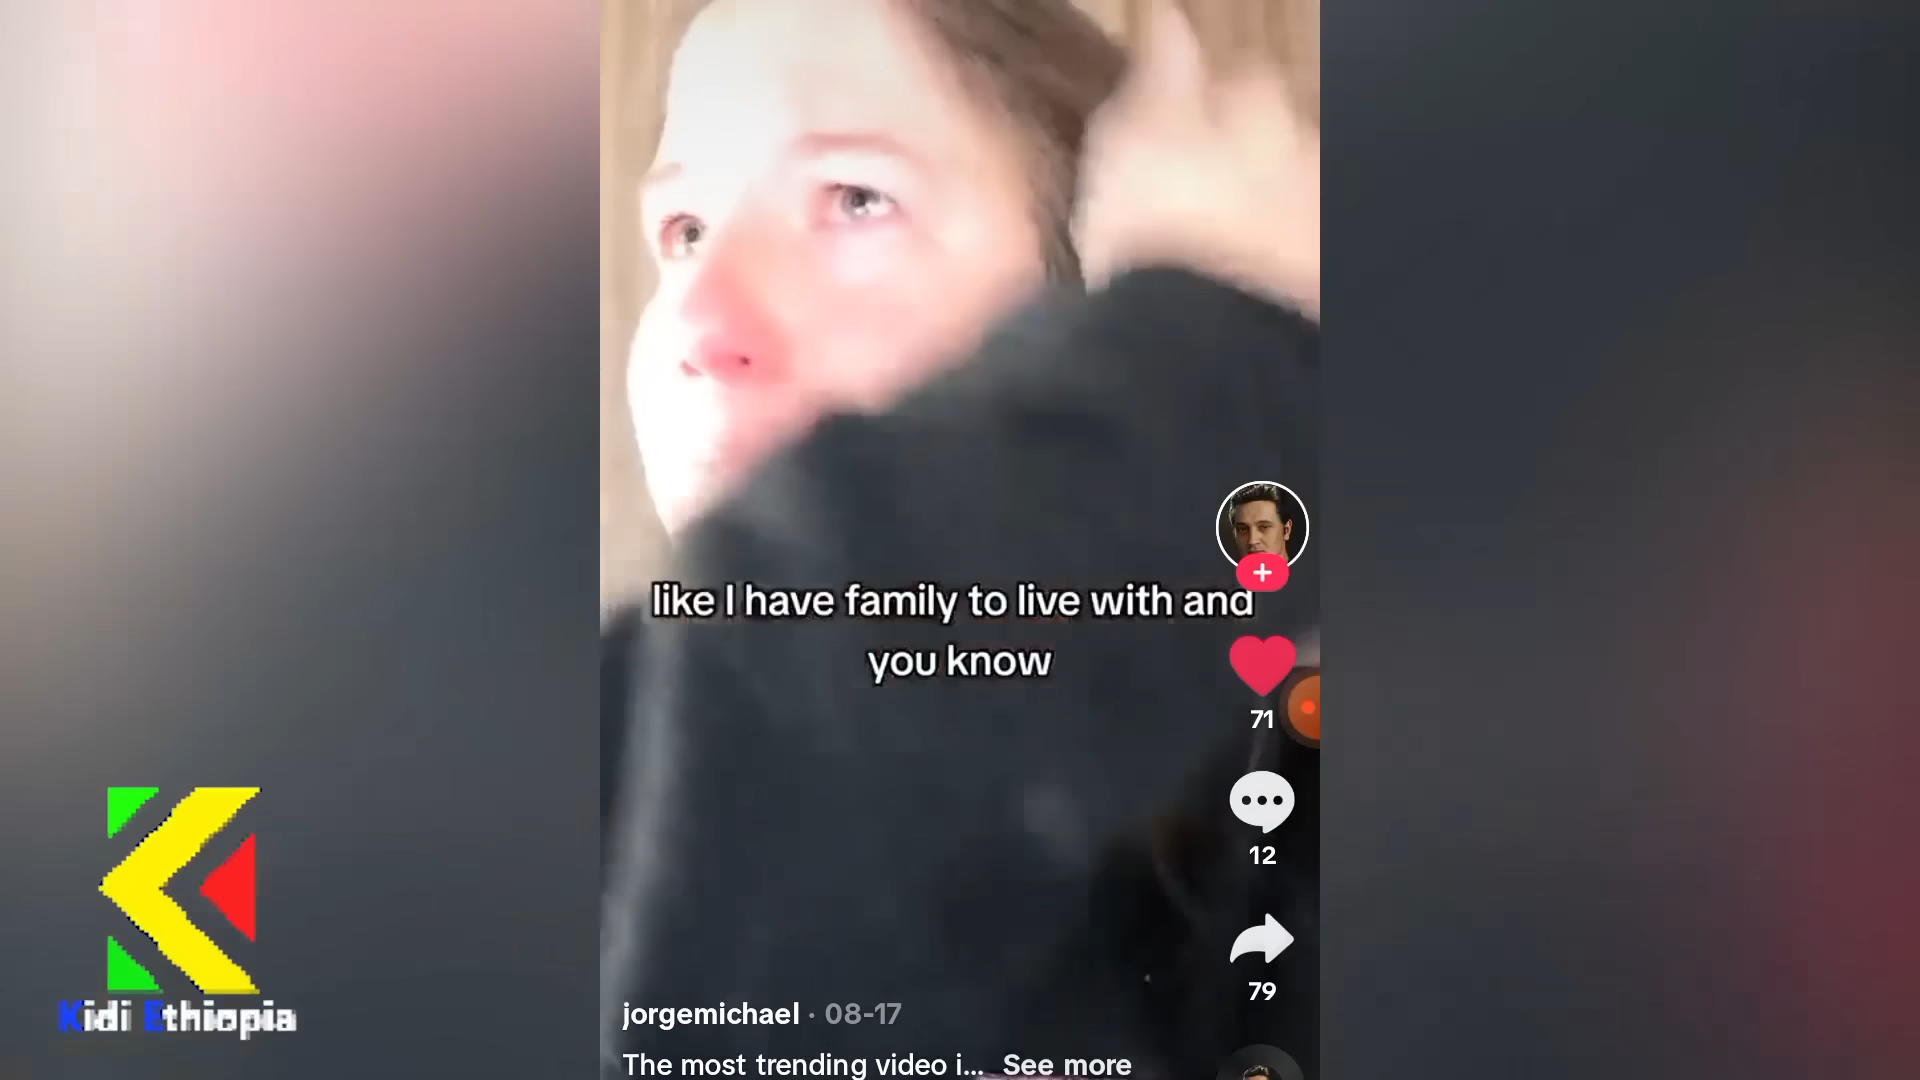 like I have family to live with and
you know
71
12
79
jorgemichael · 08-17
The most trending video i... See more
Kidi Ethiopia